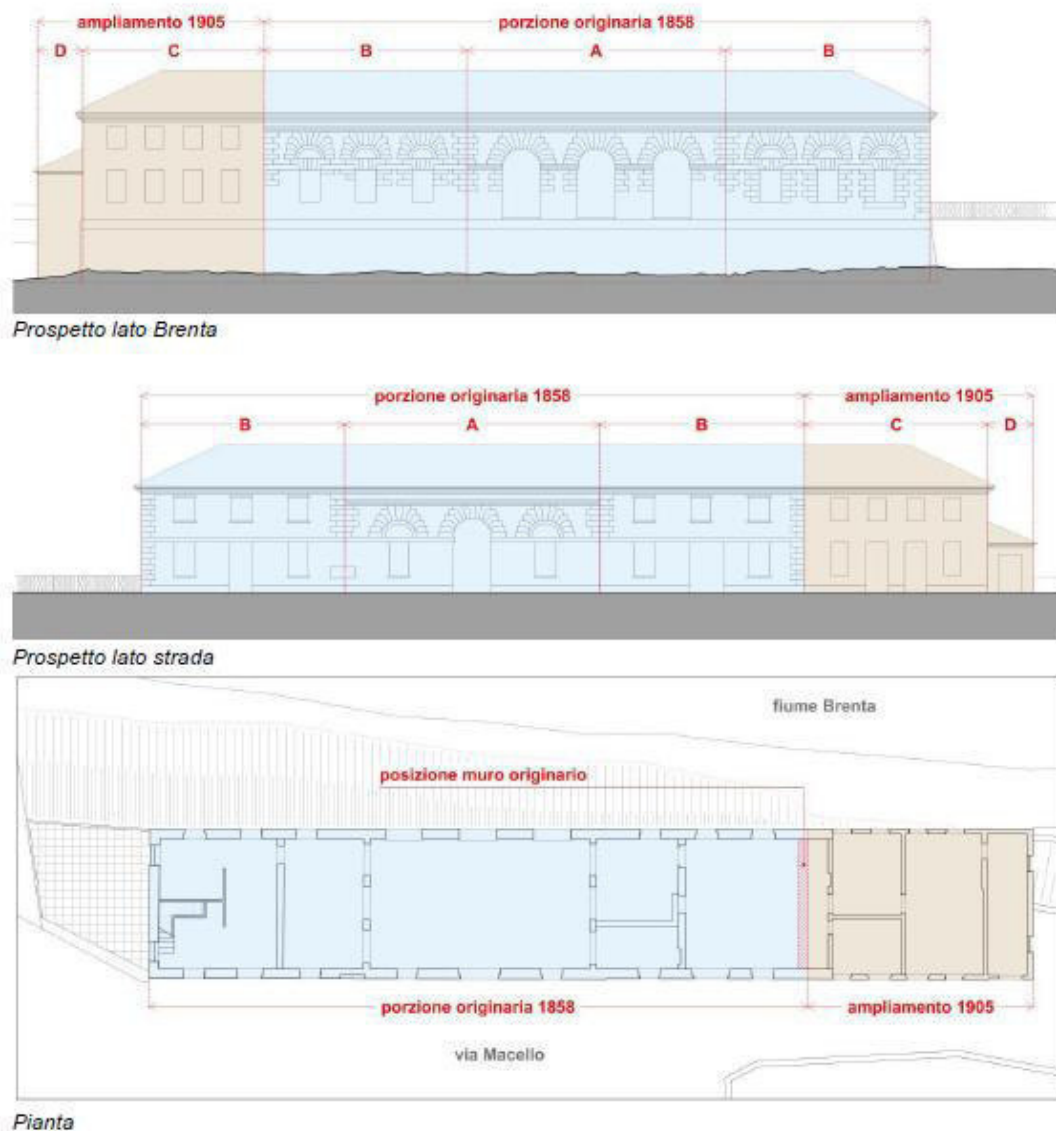 ampliamento 1905 porzione originaria 1858
D C B A B
Prospetto lato Brenta
porzione originaria 1858 ampliamento 1905
B A B C D
Prospetto lato strada
fiume Brenta
posizione muro originario
porzione originaria 1858 ampliamento 1905
via Macello
Pianta